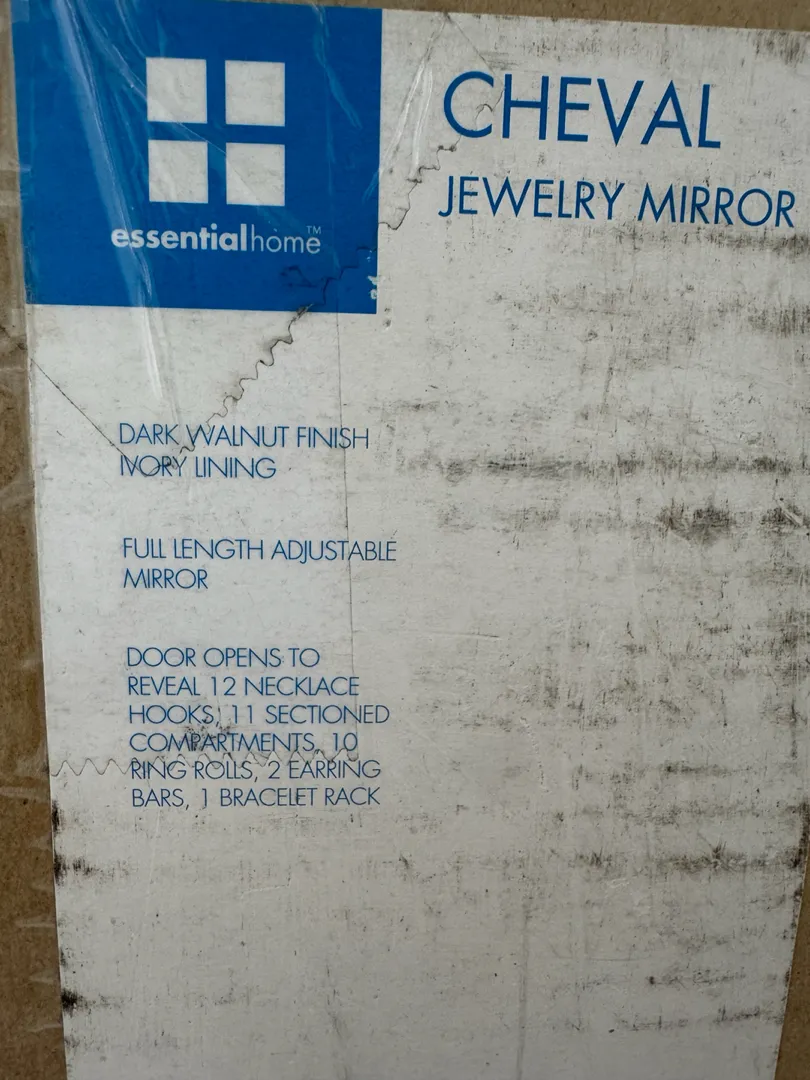 essentialhome™
CHEVAL
JEWELRY MIRROR
DARK WALNUT FINISH
IVORY LINING
FULL LENGTH ADJUSTABLE
MIRROR
DOOR OPENS TO
REVEAL 12 NECKLACE
HOOKS, 11 SECTIONED
COMPARTMENTS, 10
RING ROLLS, 2 EARRING
BARS, 1 BRACELET RACK